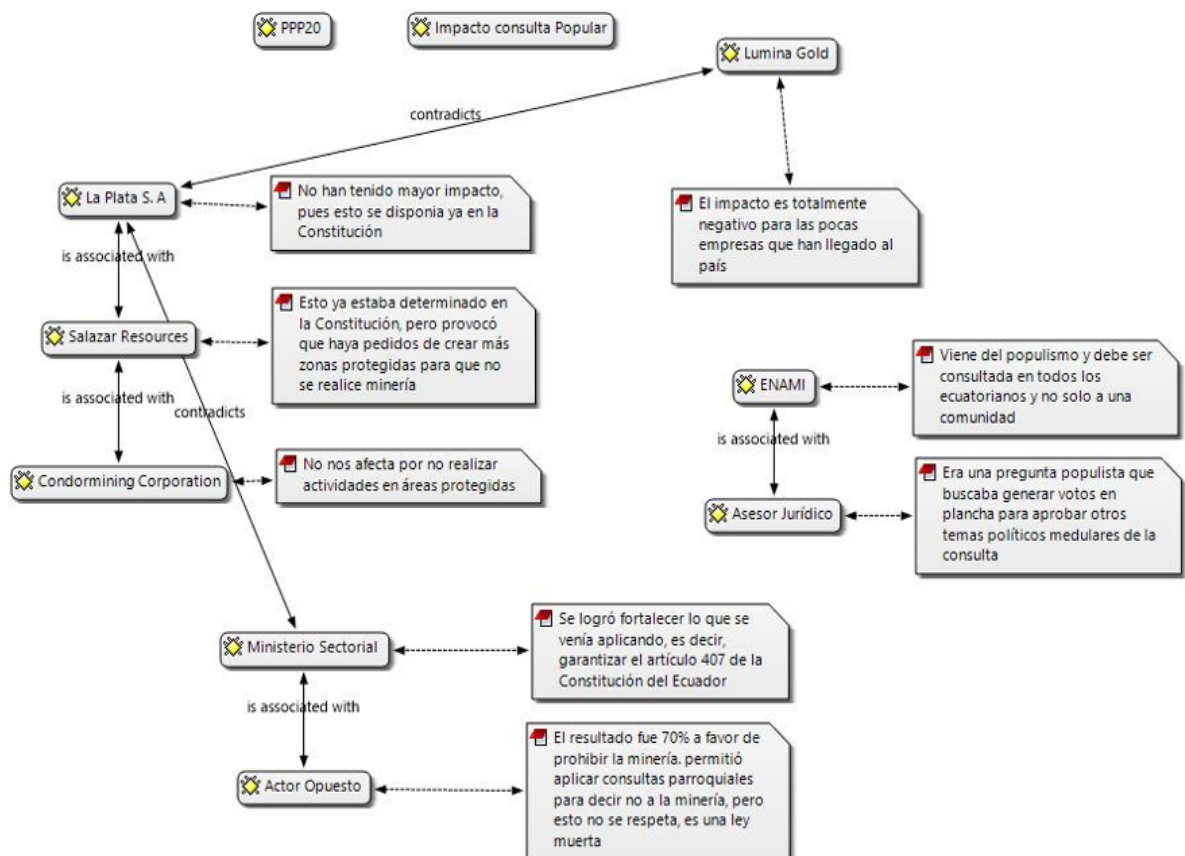 PPP20
Impacto consulta Popular
Lumina Gold
contradicts
La Plata S. A
No han tenido mayor impacto,
pues esto se disponia ya en la
Constitución
El impacto es totalmente
negativo para las pocas
empresas que han llegado al
país
is associated with
Salazar Resources
Esto ya estaba determinado en
la Constitución, pero provocó
que haya pedidos de crear más
zonas protegidas para que no
se realice minería
is associated with
contradicts
Condormining Corporation
No nos afecta por no realizar
actividades en áreas protegidas
ENAMI
Viene del populismo y debe ser
consultada en todos los
ecuatorianos y no solo a una
comunidad
is associated with
Asesor Jurídico
Era una pregunta populista que
buscaba generar votos en
plancha para aprobar otros
temas políticos medulares de la
consulta
Ministerio Sectorial
Se logró fortalecer lo que se
venía aplicando, es decir,
garantizar el artículo 407 de la
Constitución del Ecuador
is associated with
Actor Opuesto
El resultado fue 70% a favor de
prohibir la minería. permitió
aplicar consultas parroquiales
para decir no a la minería, pero
esto no se respeta, es una ley
muerta